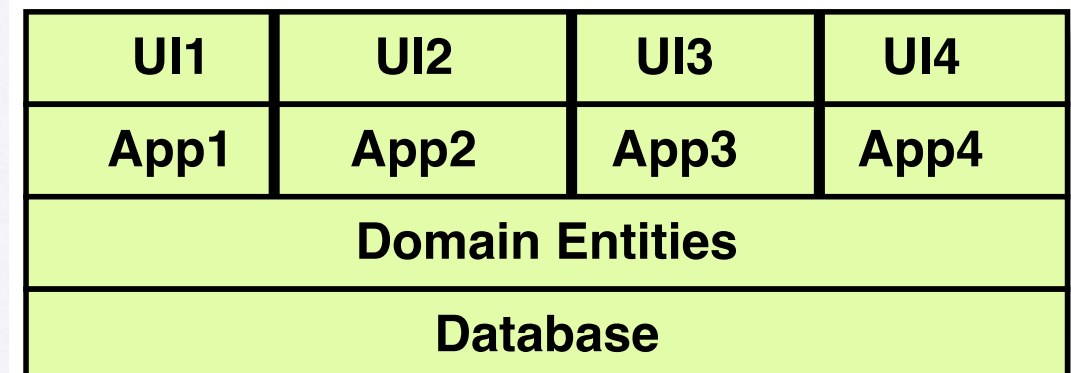 UI1 UI2 UI3 UI4
App1 App2 App3 App4
Domain Entities
Database